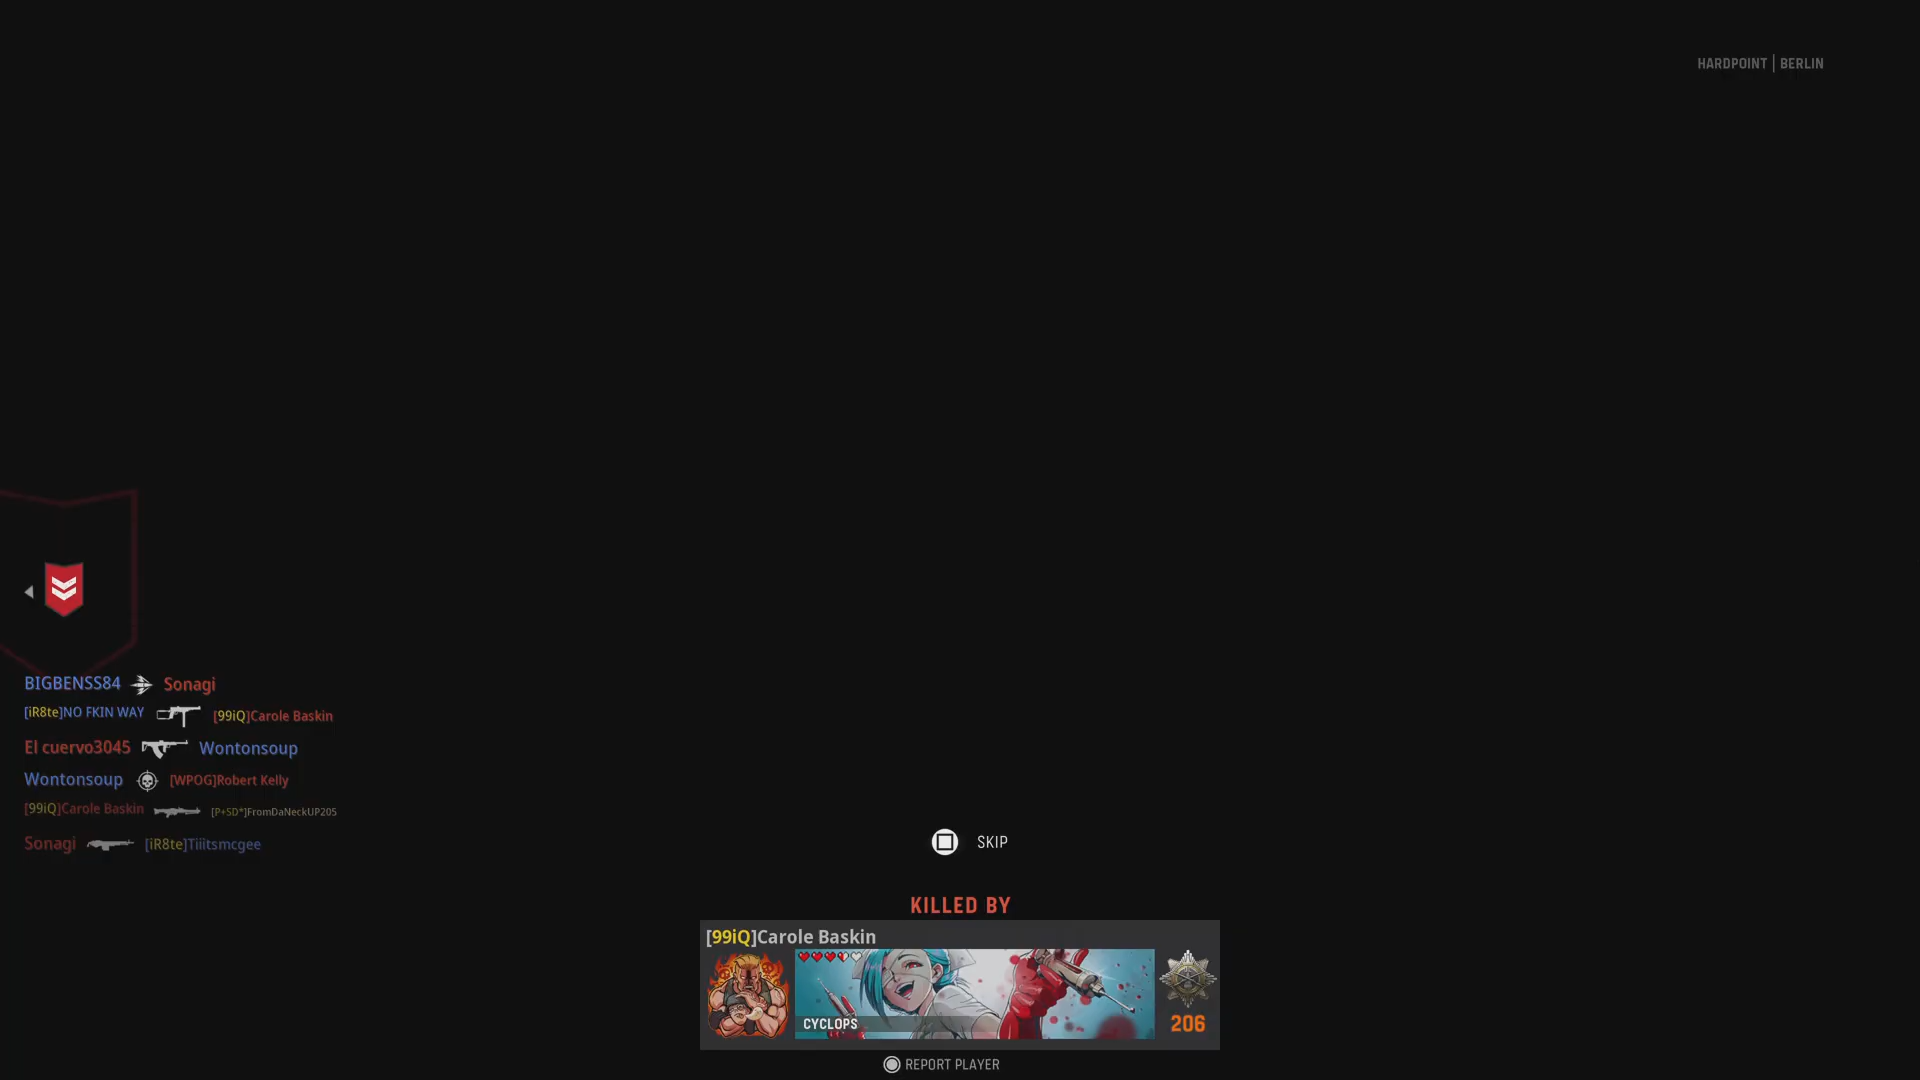 HARDPOINT | BERLIN
BIGBENSS84 Sonagi
[iR8te]NO FKIN WAY [99iQ]Carole Baskin
El cuervo3045 Wontonsoup
Wontonsoup [WPOG]Robert Kelly
[99iQ]Carole Baskin [P+SD*]FromDaNeckUP205
Sonagi [iR8te]Tiiitsmcgee
SKIP
KILLED BY
[99iQ]Carole Baskin
CYCLOPS
206
REPORT PLAYER